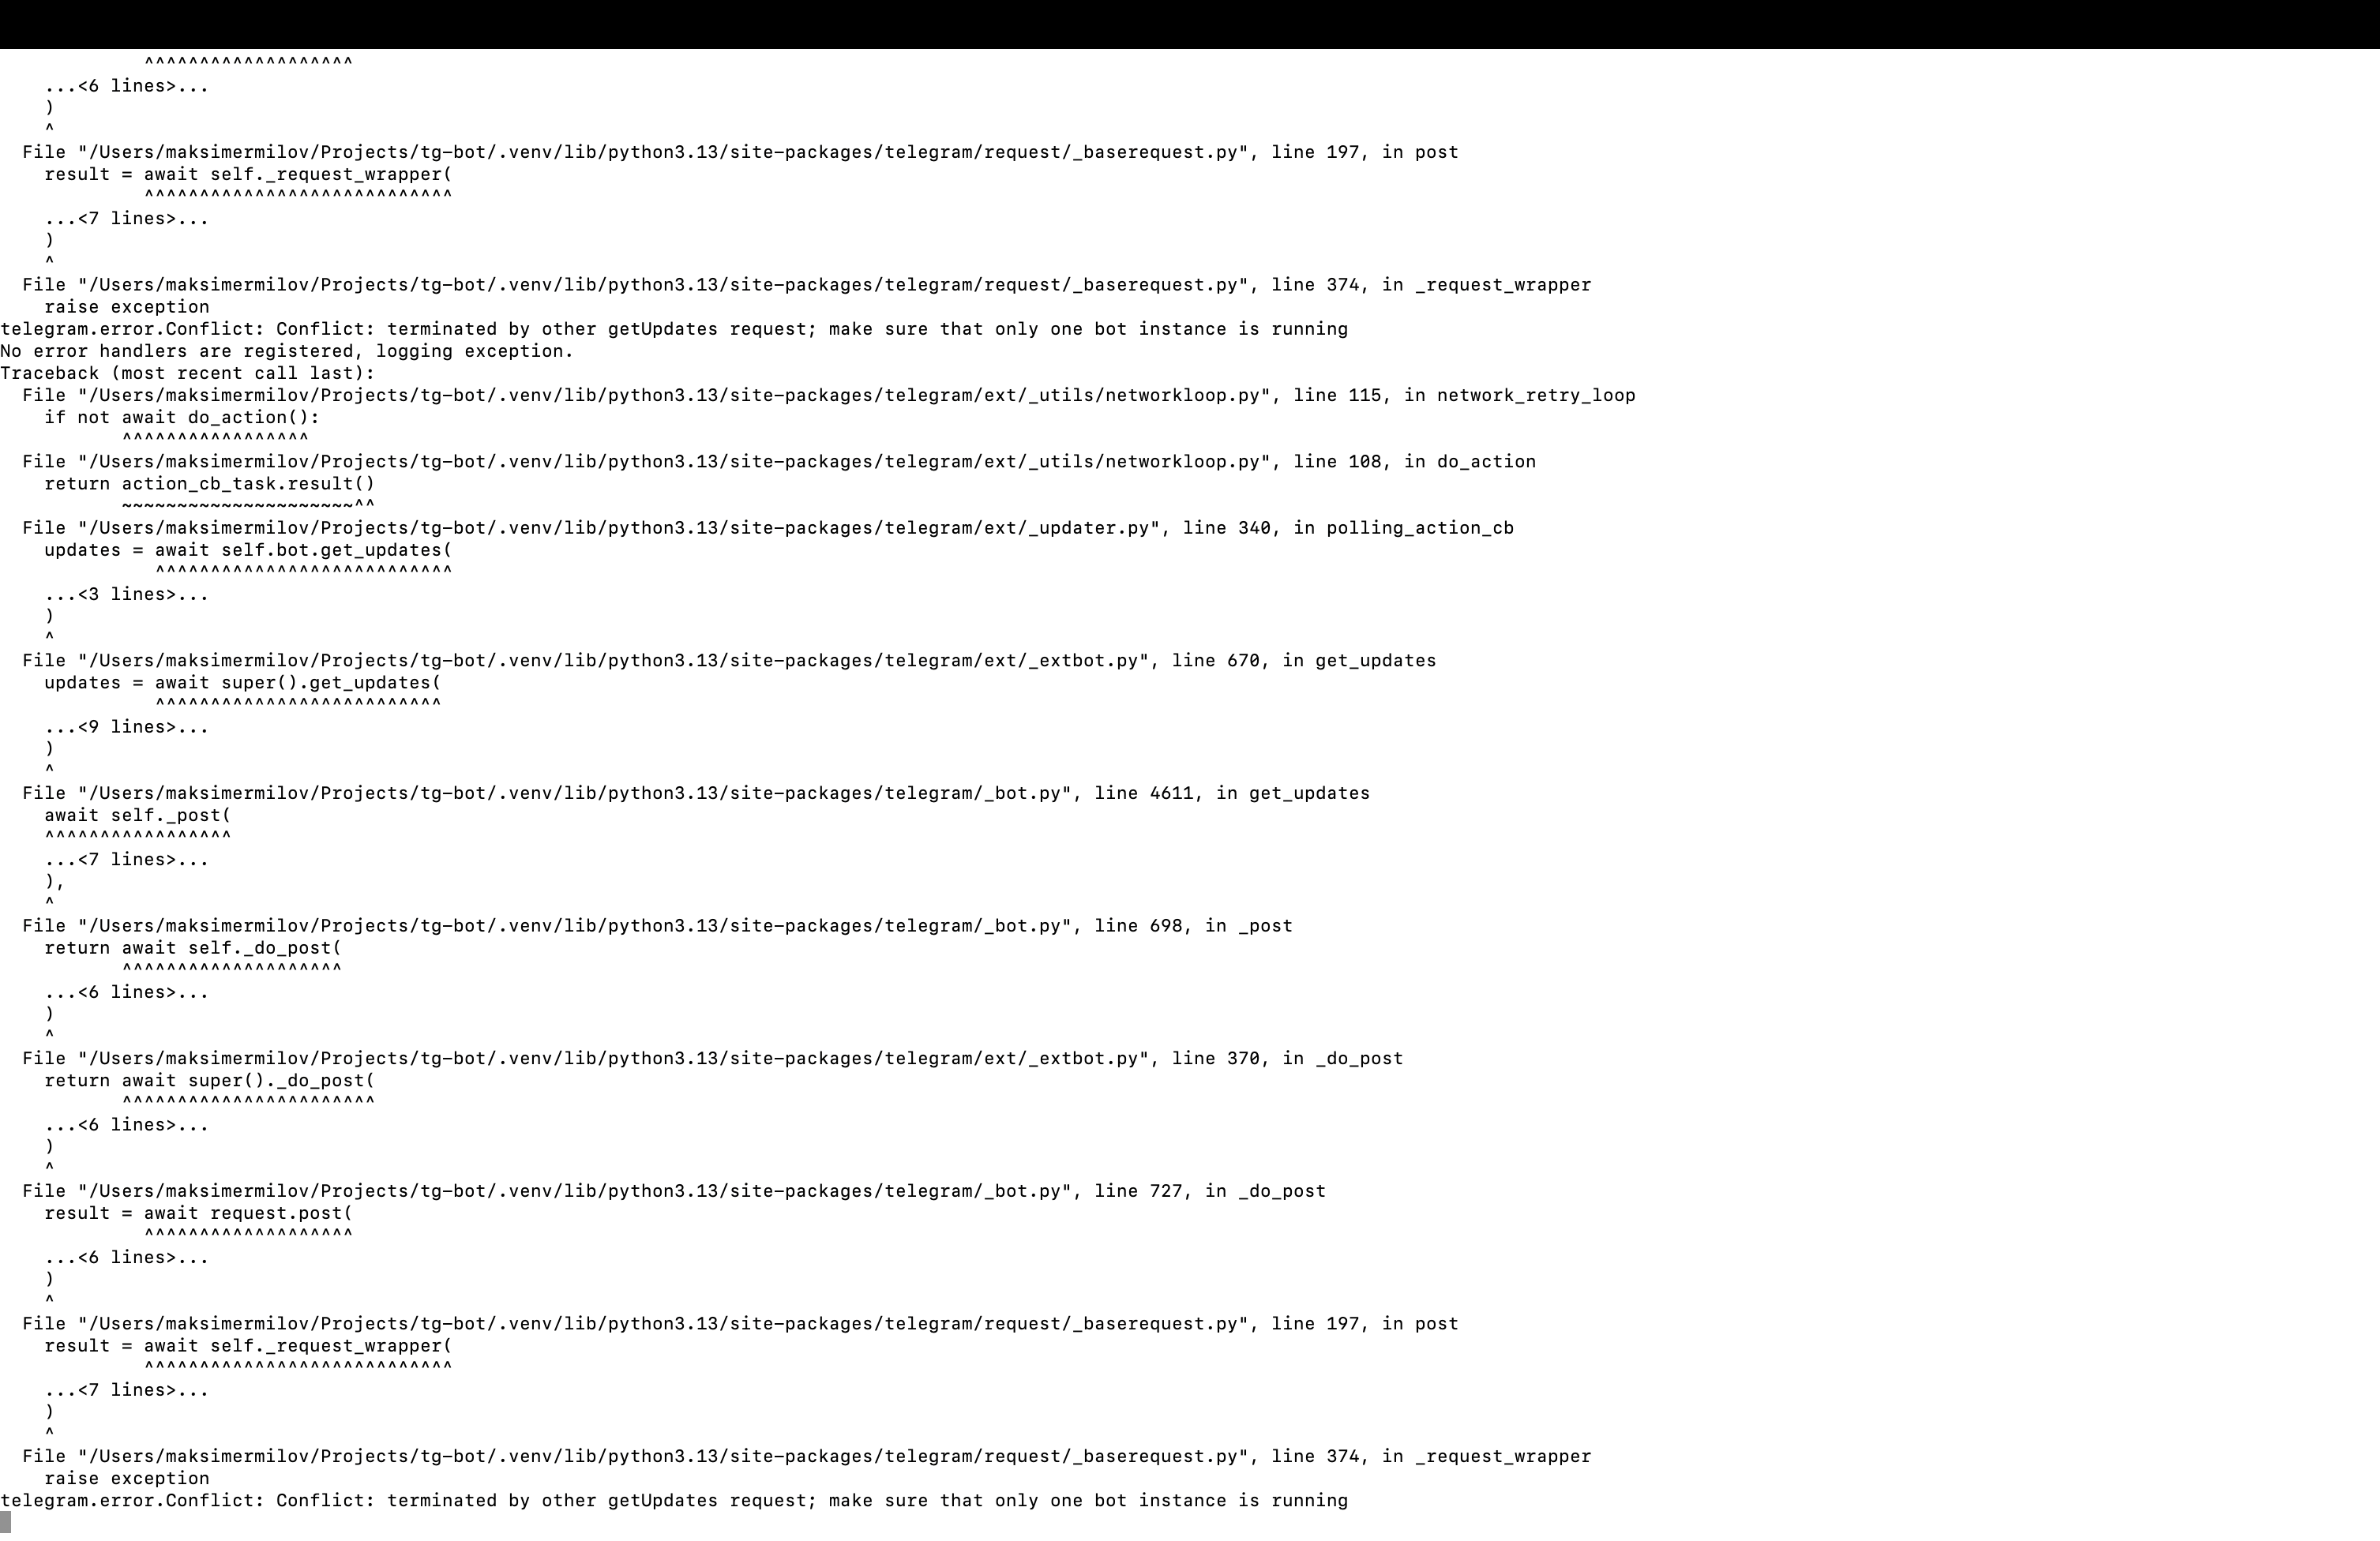 ^^^^^^^^^^^^^^^^^^^
    ...<6 lines>...
    )
    ^
  File "/Users/maksimermilov/Projects/tg-bot/.venv/lib/python3.13/site-packages/telegram/request/_baserequest.py", line 197, in post
    result = await self._request_wrapper(
             ^^^^^^^^^^^^^^^^^^^^^^^^^^^^
    ...<7 lines>...
    )
    ^
  File "/Users/maksimermilov/Projects/tg-bot/.venv/lib/python3.13/site-packages/telegram/request/_baserequest.py", line 374, in _request_wrapper
    raise exception
telegram.error.Conflict: Conflict: terminated by other getUpdates request; make sure that only one bot instance is running
No error handlers are registered, logging exception.
Traceback (most recent call last):
  File "/Users/maksimermilov/Projects/tg-bot/.venv/lib/python3.13/site-packages/telegram/ext/_utils/networkloop.py", line 115, in network_retry_loop
    if not await do_action():
           ^^^^^^^^^^^^^^^^^
  File "/Users/maksimermilov/Projects/tg-bot/.venv/lib/python3.13/site-packages/telegram/ext/_utils/networkloop.py", line 108, in do_action
    return action_cb_task.result()
           ~~~~~~~~~~~~~~~~~~~~~^^
  File "/Users/maksimermilov/Projects/tg-bot/.venv/lib/python3.13/site-packages/telegram/ext/_updater.py", line 340, in polling_action_cb
    updates = await self.bot.get_updates(
              ^^^^^^^^^^^^^^^^^^^^^^^^^^^
    ...<3 lines>...
    )
    ^
  File "/Users/maksimermilov/Projects/tg-bot/.venv/lib/python3.13/site-packages/telegram/ext/_extbot.py", line 670, in get_updates
    updates = await super().get_updates(
              ^^^^^^^^^^^^^^^^^^^^^^^^^^
    ...<9 lines>...
    )
    ^
  File "/Users/maksimermilov/Projects/tg-bot/.venv/lib/python3.13/site-packages/telegram/_bot.py", line 4611, in get_updates
    await self._post(
    ^^^^^^^^^^^^^^^^^
    ...<7 lines>...
    ),
    ^
  File "/Users/maksimermilov/Projects/tg-bot/.venv/lib/python3.13/site-packages/telegram/_bot.py", line 698, in _post
    return await self._do_post(
           ^^^^^^^^^^^^^^^^^^^^
    ...<6 lines>...
    )
    ^
  File "/Users/maksimermilov/Projects/tg-bot/.venv/lib/python3.13/site-packages/telegram/ext/_extbot.py", line 370, in _do_post
    return await super()._do_post(
           ^^^^^^^^^^^^^^^^^^^^^^^
    ...<6 lines>...
    )
    ^
  File "/Users/maksimermilov/Projects/tg-bot/.venv/lib/python3.13/site-packages/telegram/_bot.py", line 727, in _do_post
    result = await request.post(
             ^^^^^^^^^^^^^^^^^^^
    ...<6 lines>...
    )
    ^
  File "/Users/maksimermilov/Projects/tg-bot/.venv/lib/python3.13/site-packages/telegram/request/_baserequest.py", line 197, in post
    result = await self._request_wrapper(
             ^^^^^^^^^^^^^^^^^^^^^^^^^^^^
    ...<7 lines>...
    )
    ^
  File "/Users/maksimermilov/Projects/tg-bot/.venv/lib/python3.13/site-packages/telegram/request/_baserequest.py", line 374, in _request_wrapper
    raise exception
telegram.error.Conflict: Conflict: terminated by other getUpdates request; make sure that only one bot instance is running